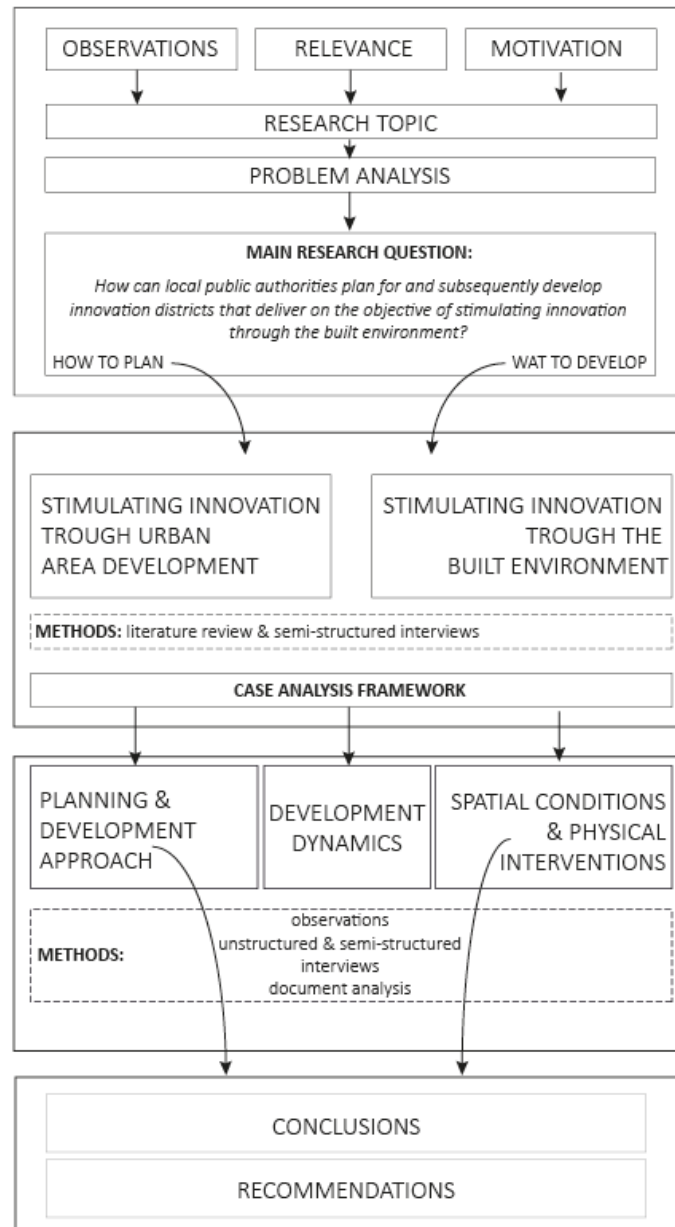 OBSERVATIONS
RELEVANCE
MOTIVATION
RESEARCH TOPIC
PROBLEM ANALYSIS
MAIN RESEARCH QUESTION:
How can local public authorities plan for and subsequently develop
innovation districts that deliver on the objective of stimulating innovation
through the built environment?
HOW TO PLAN
WAT TO DEVELOP
STIMULATING INNOVATION
TROUGH URBAN
AREA DEVELOPMENT
STIMULATING INNOVATION
TROUGH THE
BUILT ENVIRONMENT
METHODS: literature review & semi-structured interviews
CASE ANALYSIS FRAMEWORK
PLANNING &
DEVELOPMENT
APPROACH
DEVELOPMENT
DYNAMICS
SPATIAL CONDITIONS
& PHYSICAL
INTERVENTIONS
METHODS:
observations
unstructured & semi-structured
interviews
document analysis
CONCLUSIONS
RECOMMENDATIONS